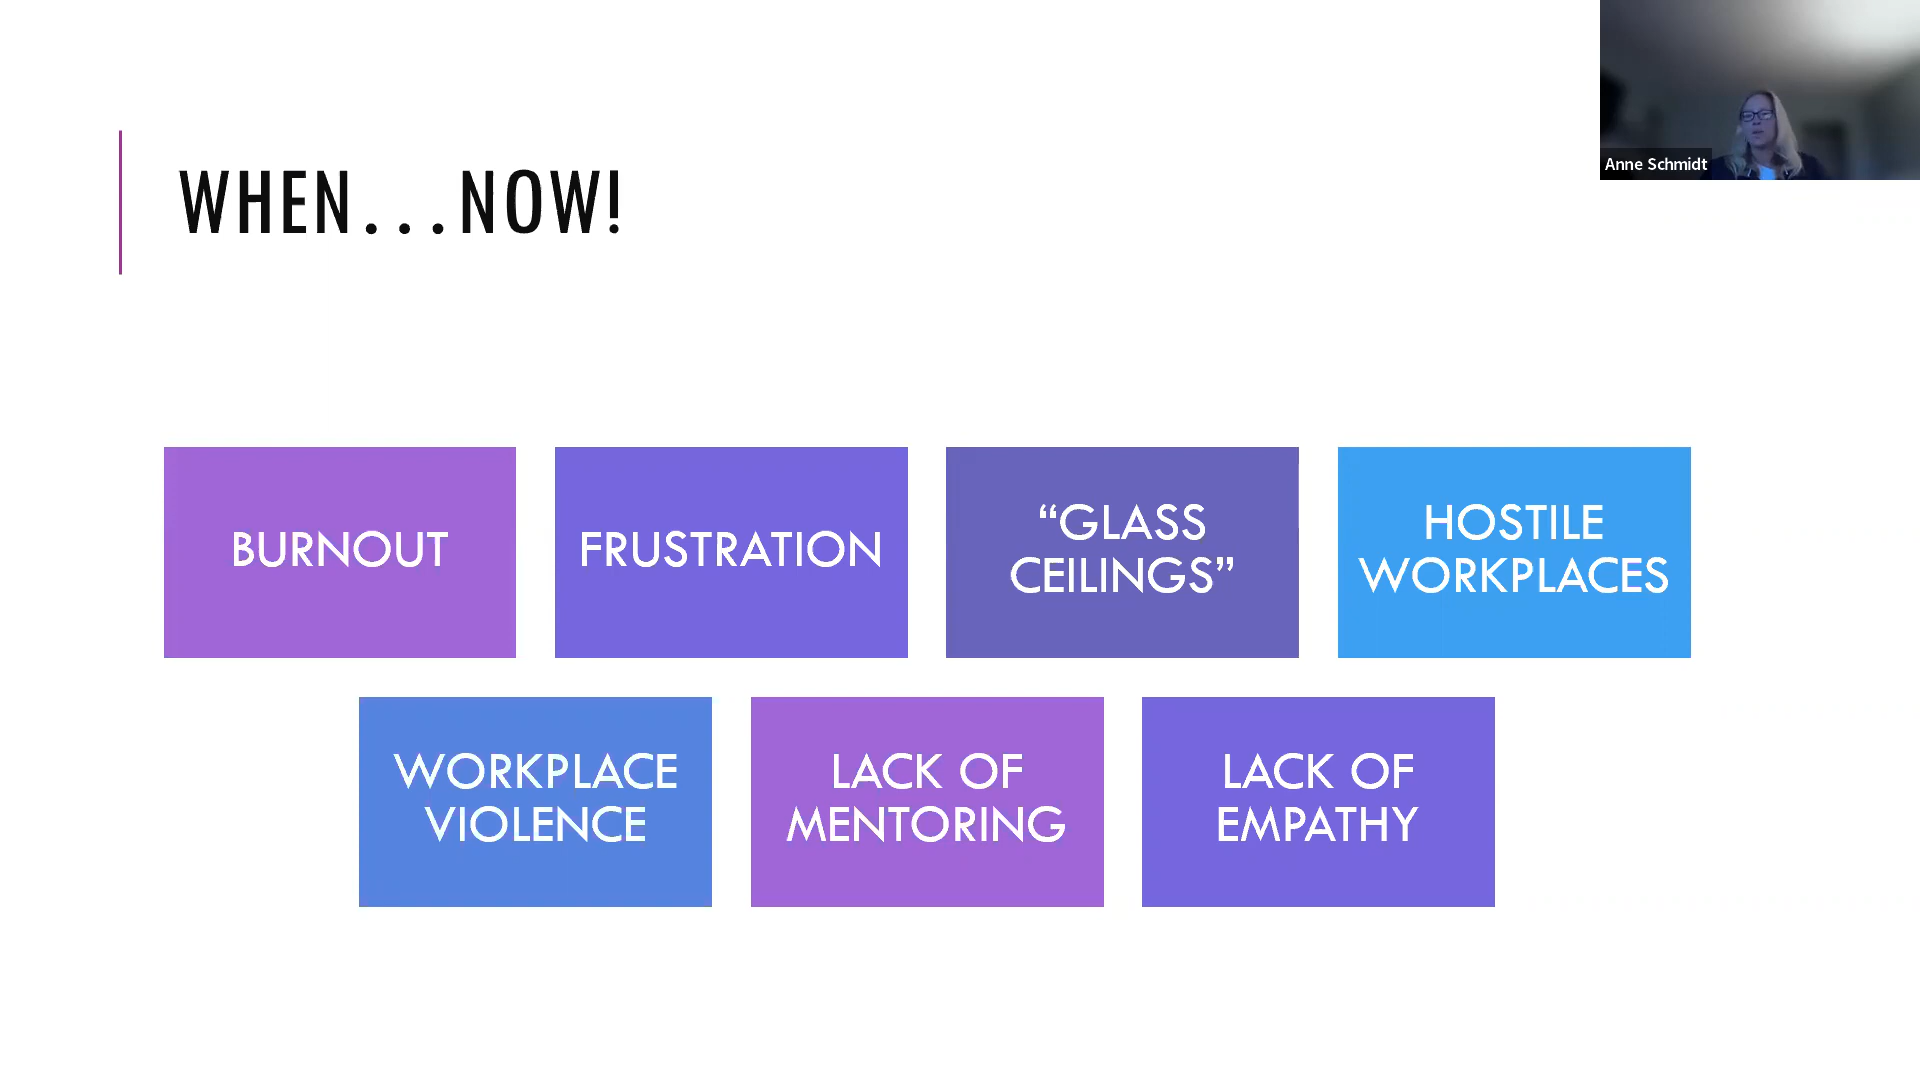 Anne Schmidt
WHEN...NOW!
BURNOUT
FRUSTRATION
“GLASS
CEILINGS”
HOSTILE
WORKPLACES
WORKPLACE
VIOLENCE
LACK OF
MENTORING
LACK OF
EMPATHY